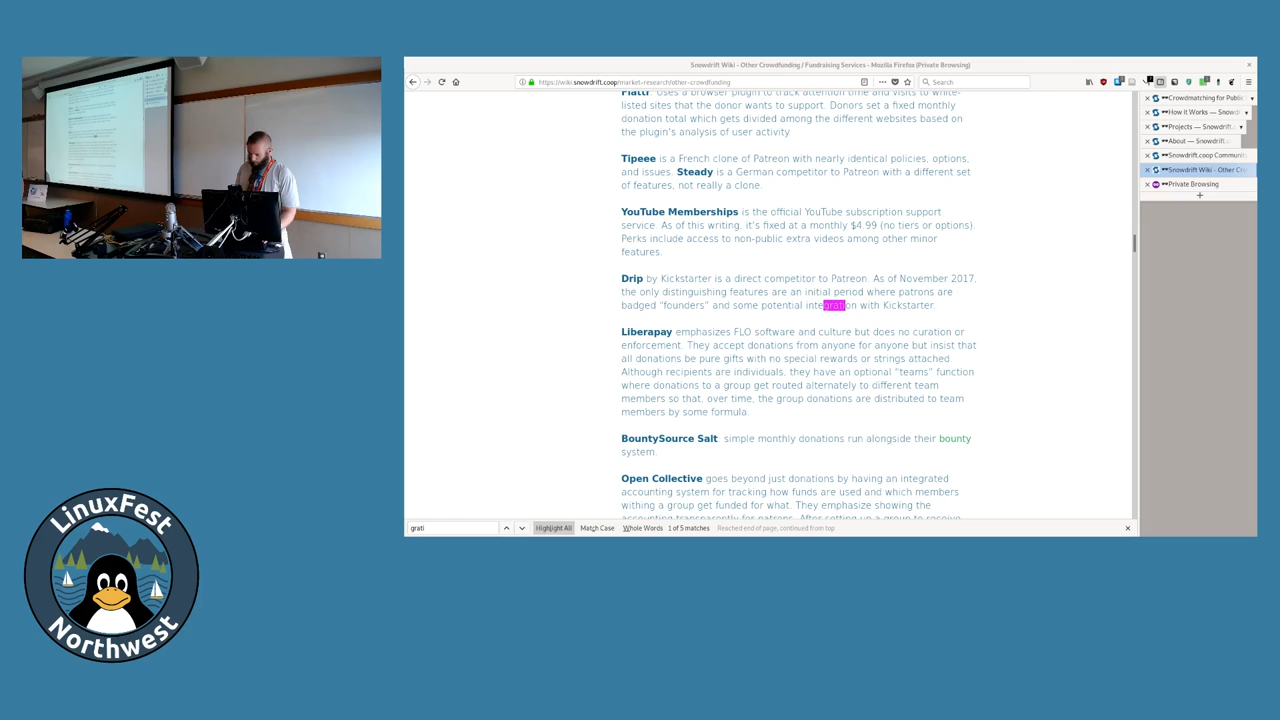 Snowdrift Wiki - Other Crowdfunding / Fundraising Services - Mozilla Firefox (Private Browsing)
https://wiki.snowdrift.coop/market-research/other-crowdfunding
Search
Flattr Uses a browser plugin to track attention time and visits to white-
listed sites that the donor wants to support. Donors set a fixed monthly
donation total which gets divided among the different websites based on
the plugin's analysis of user activity.
Tipeee is a French clone of Patreon with nearly identical policies, options,
and issues. Steady is a German competitor to Patreon with a different set
of features, not really a clone.
YouTube Memberships is the official YouTube subscription support
service. As of this writing, it's fixed at a monthly $4.99 (no tiers or options).
Perks include access to non-public extra videos among other minor
features.
Drip by Kickstarter is a direct competitor to Patreon. As of November 2017,
the only distinguishing features are an initial period where patrons are
badged "founders" and some potential integration with Kickstarter.
Liberapay emphasizes FLO software and culture but does no curation or
enforcement. They accept donations from anyone for anyone but insist that
all donations be pure gifts with no special rewards or strings attached.
Although recipients are individuals, they have an optional "teams" function
where donations to a group get routed alternately to different team
members so that, over time, the group donations are distributed to team
members by some formula.
BountySource Salt simple monthly donations run alongside their bounty
system.
Open Collective goes beyond just donations by having an integrated
accounting system for tracking how funds are used and which members
withing a group get funded for what. They emphasize showing the
accounting transparently for patrons. After setting up a group to receive
Crowdmatching for Public
How it Works — Snowd
Projects — Snowdrift.
About — Snowdrift.co
Snowdrift.coop Communit
Snowdrift Wiki - Other Cr
Private Browsing
grati
Highlight All
Match Case
Whole Words
1 of 5 matches
Reached end of page, continued from top
LinuxFest
Northwest